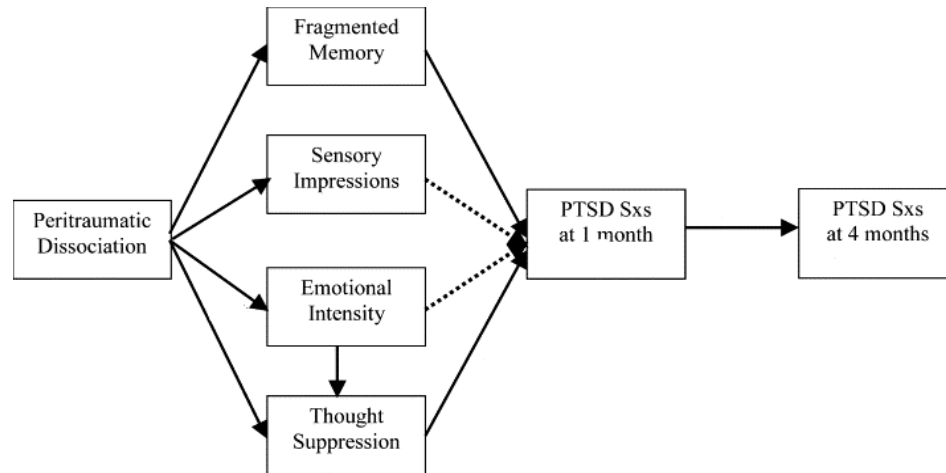 Fragmented
Memory
Sensory
Impressions
Peritraumatic
Dissociation
PTSD Sxs
at 1 month
PTSD Sxs
at 4 months
Emotional
Intensity
Thought
Suppression